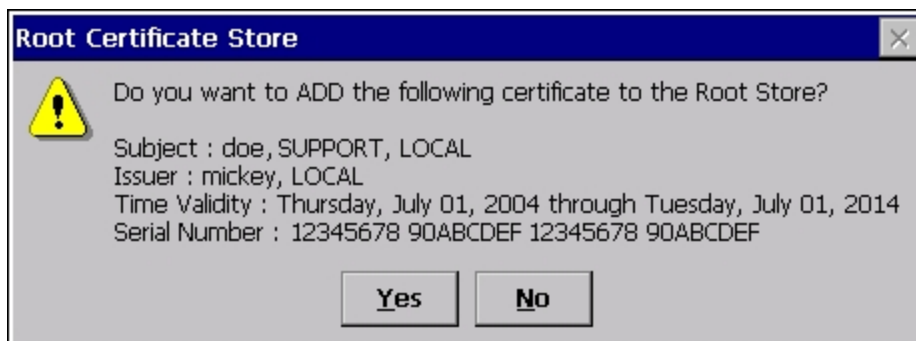 Root Certificate Store
Do you want to ADD the following certificate to the Root Store?
Subject : doe, SUPPORT, LOCAL
Issuer : mickey, LOCAL
Time Validity : Thursday, July 01, 2004 through Tuesday, July 01, 2014
Serial Number : 12345678 90ABCDEF 12345678 90ABCDEF
Yes No